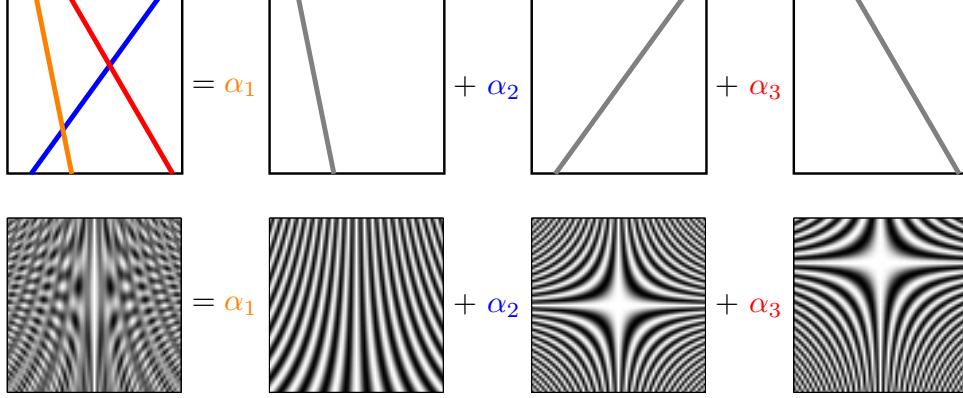 = α₁ + α₂ + α₃
= α₁ + α₂ + α₃